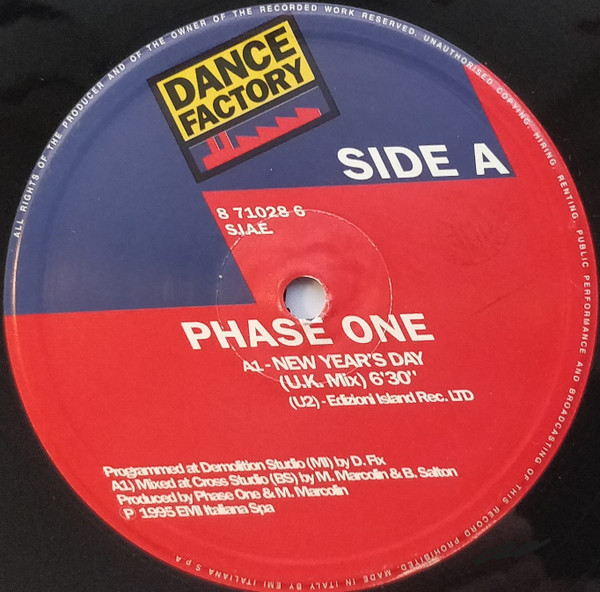 ALL RIGHTS OF THE PRODUCER AND OF THE OWNER OF THE RECORDED WORK RESERVED. UNAUTHORISED COPYING. HIRING. RENTING. PUBLIC PERFORMANCE AND BROADCASTING OF THIS RECORD PROHIBITED. MADE IN ITALY BY EMI ITALIANA S P A
DANCE
FACTORY
SIDE A
8 71028 6
S.I.A.E.
PHASE ONE
A1.- NEW YEAR'S DAY
(U.K. Mix) 6'30''
(U2) - Edizioni Island Rec. LTD
Programmed at Demolition Studio (MI) by D. Fix
A1.) Mixed at Cross Studio (BS) by M. Marcolin & B. Salton
Produced by Phase One & M. Marcolin
℗ 1995 EMI Italiana Spa